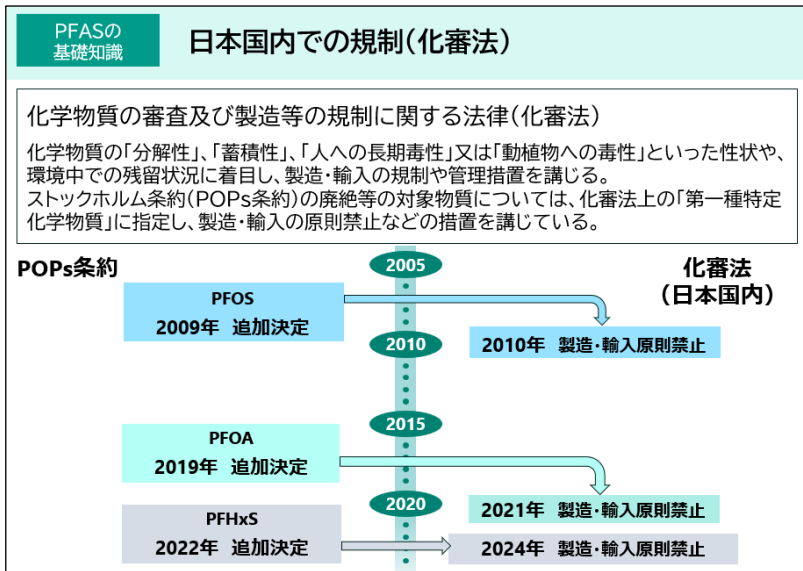 PFASの
基礎知識
日本国内での規制(化審法)
化学物質の審査及び製造等の規制に関する法律(化審法)
化学物質の「分解性」、「蓄積性」、「人への長期毒性」又は「動植物への毒性」といった性状や、
環境中での残留状況に着目し、製造・輸入の規制や管理措置を講じる。
ストックホルム条約(POPs条約)の廃絶等の対象物質については、化審法上の「第一種特定
化学物質」に指定し、製造・輸入の原則禁止などの措置を講じている。
POPs条約
2005
化審法
(日本国内)
PFOS
2009年 追加決定
2010
2010年 製造・輸入原則禁止
2015
PFOA
2019年 追加決定
2020
2021年 製造・輸入原則禁止
PFHxS
2022年 追加決定
2024年 製造・輸入原則禁止